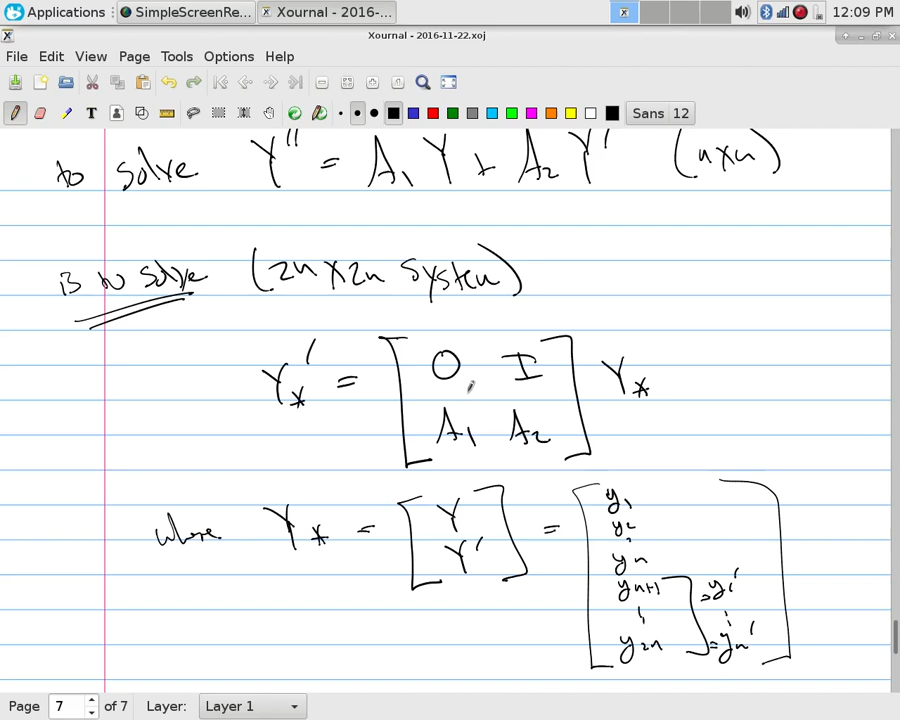 Applications SimpleScreenRe... Xournal - 2016-... 12:09 PM
Xournal - 2016-11-22.xoj
File Edit View Page Tools Options Help
T Sans 12
to solve Y'' = A₁ Y + A₂ Y' (n×n)
is to solve (2n×2n System)
Y*' = [ O I
A₁ A₂ ] Y*
where Y* = [ Y
Y' ] = [ y₁
y₂
⋮
yn
yn+1 = y₁'
⋮ ⋮
y2n = yn' ]
Page 7 of 7 Layer: Layer 1